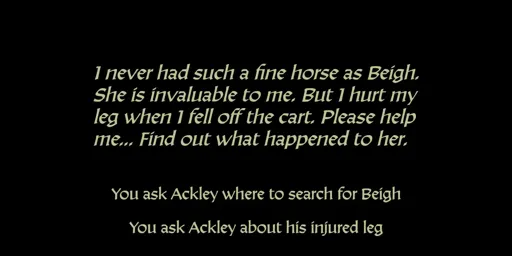 I never had such a fine horse as Beigh.
She is invaluable to me. But I hurt my
leg when I fell off the cart. Please help
me... Find out what happened to her.
You ask Ackley where to search for Beigh
You ask Ackley about his injured leg